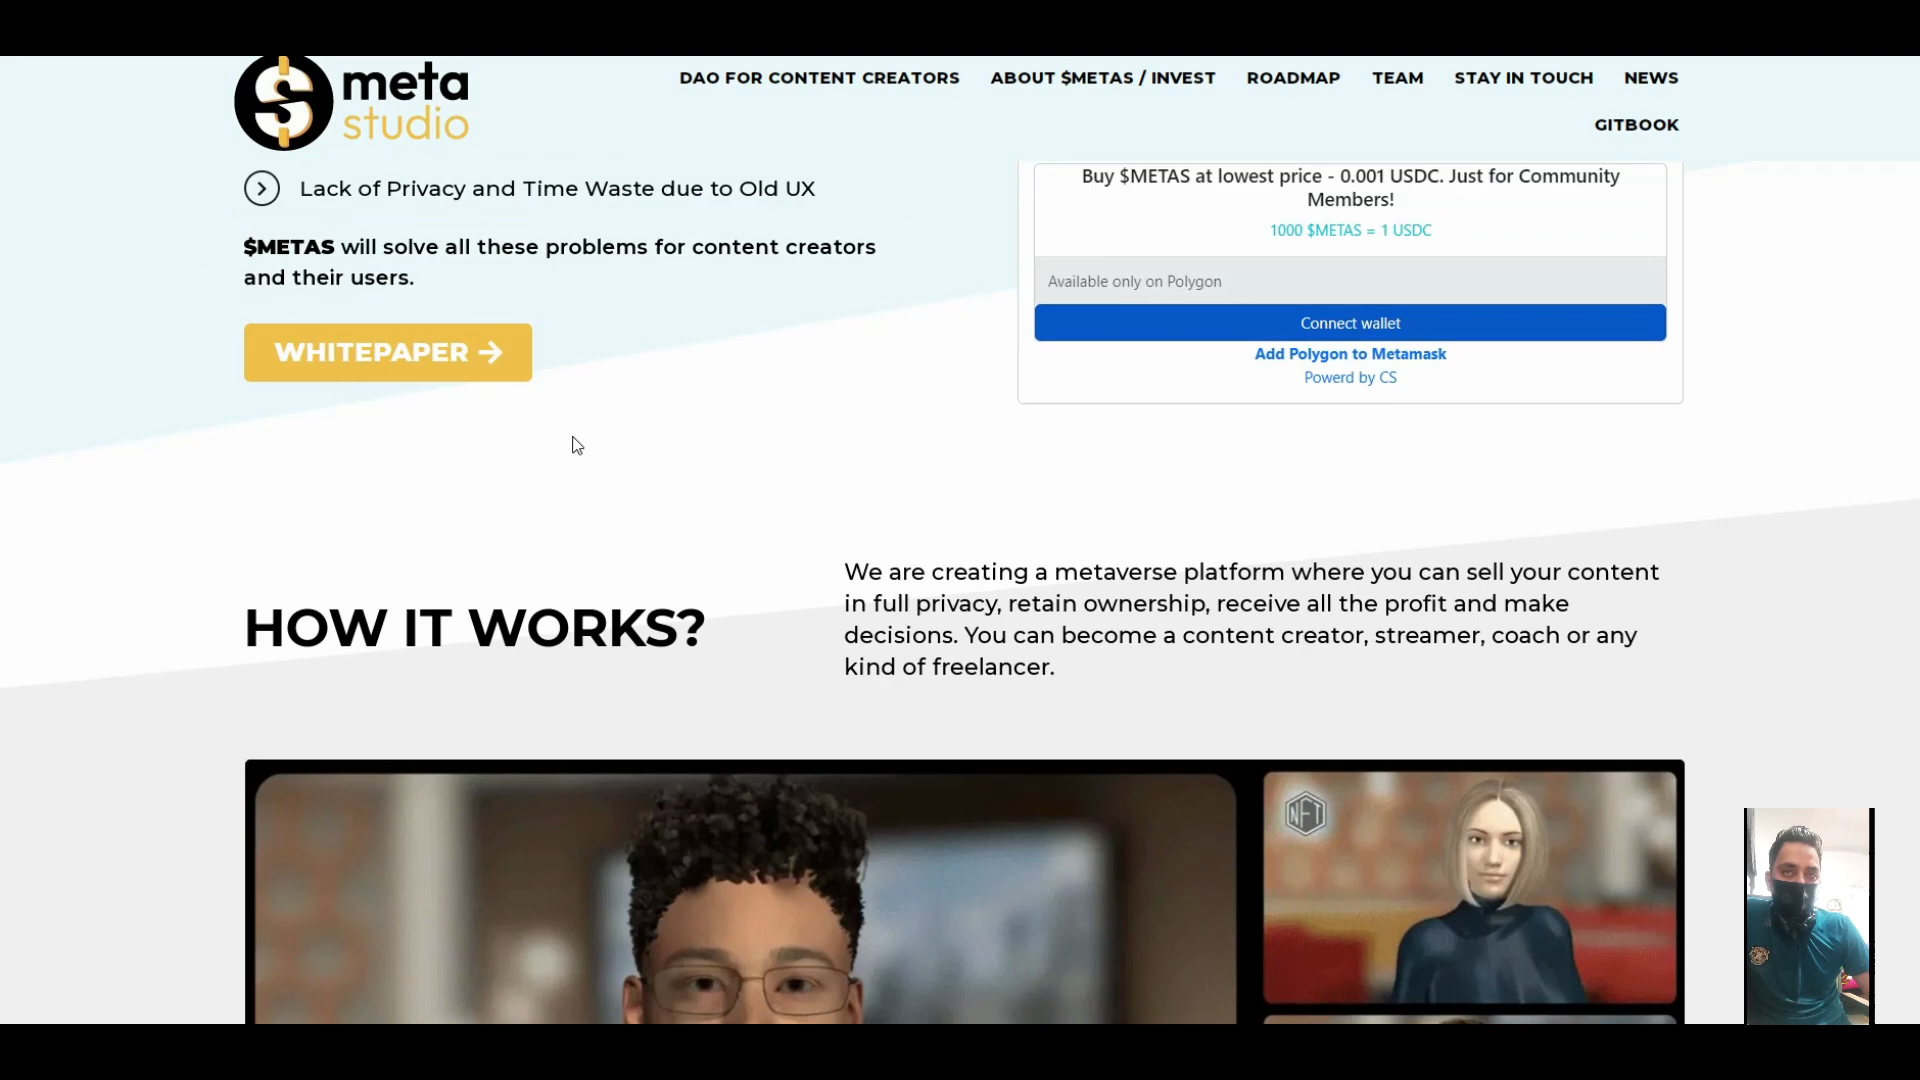 meta
studio
DAO FOR CONTENT CREATORS ABOUT $METAS / INVEST ROADMAP TEAM STAY IN TOUCH NEWS
GITBOOK
Lack of Privacy and Time Waste due to Old UX
$METAS will solve all these problems for content creators
and their users.
WHITEPAPER
Buy $METAS at lowest price - 0.001 USDC. Just for Community
Members!
1000 $METAS = 1 USDC
Available only on Polygon
Connect wallet
Add Polygon to Metamask
Powerd by CS
HOW IT WORKS?
We are creating a metaverse platform where you can sell your content
in full privacy, retain ownership, receive all the profit and make
decisions. You can become a content creator, streamer, coach or any
kind of freelancer.
NFT